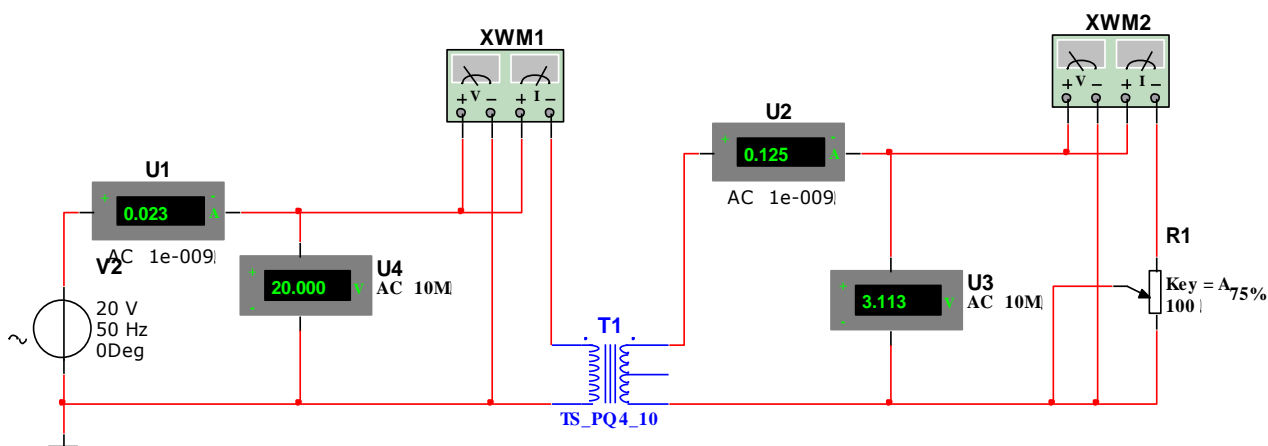 XWM1
V I
XWM2
V I
U1
0.023 A
AC 1e-009
V2
20 V
50 Hz
0Deg
U4
20.000 V
AC 10M
U2
0.125 A
AC 1e-009
U3
3.113 V
AC 10M
T1
TS_PQ4_10
R1
Key = A
75%
100